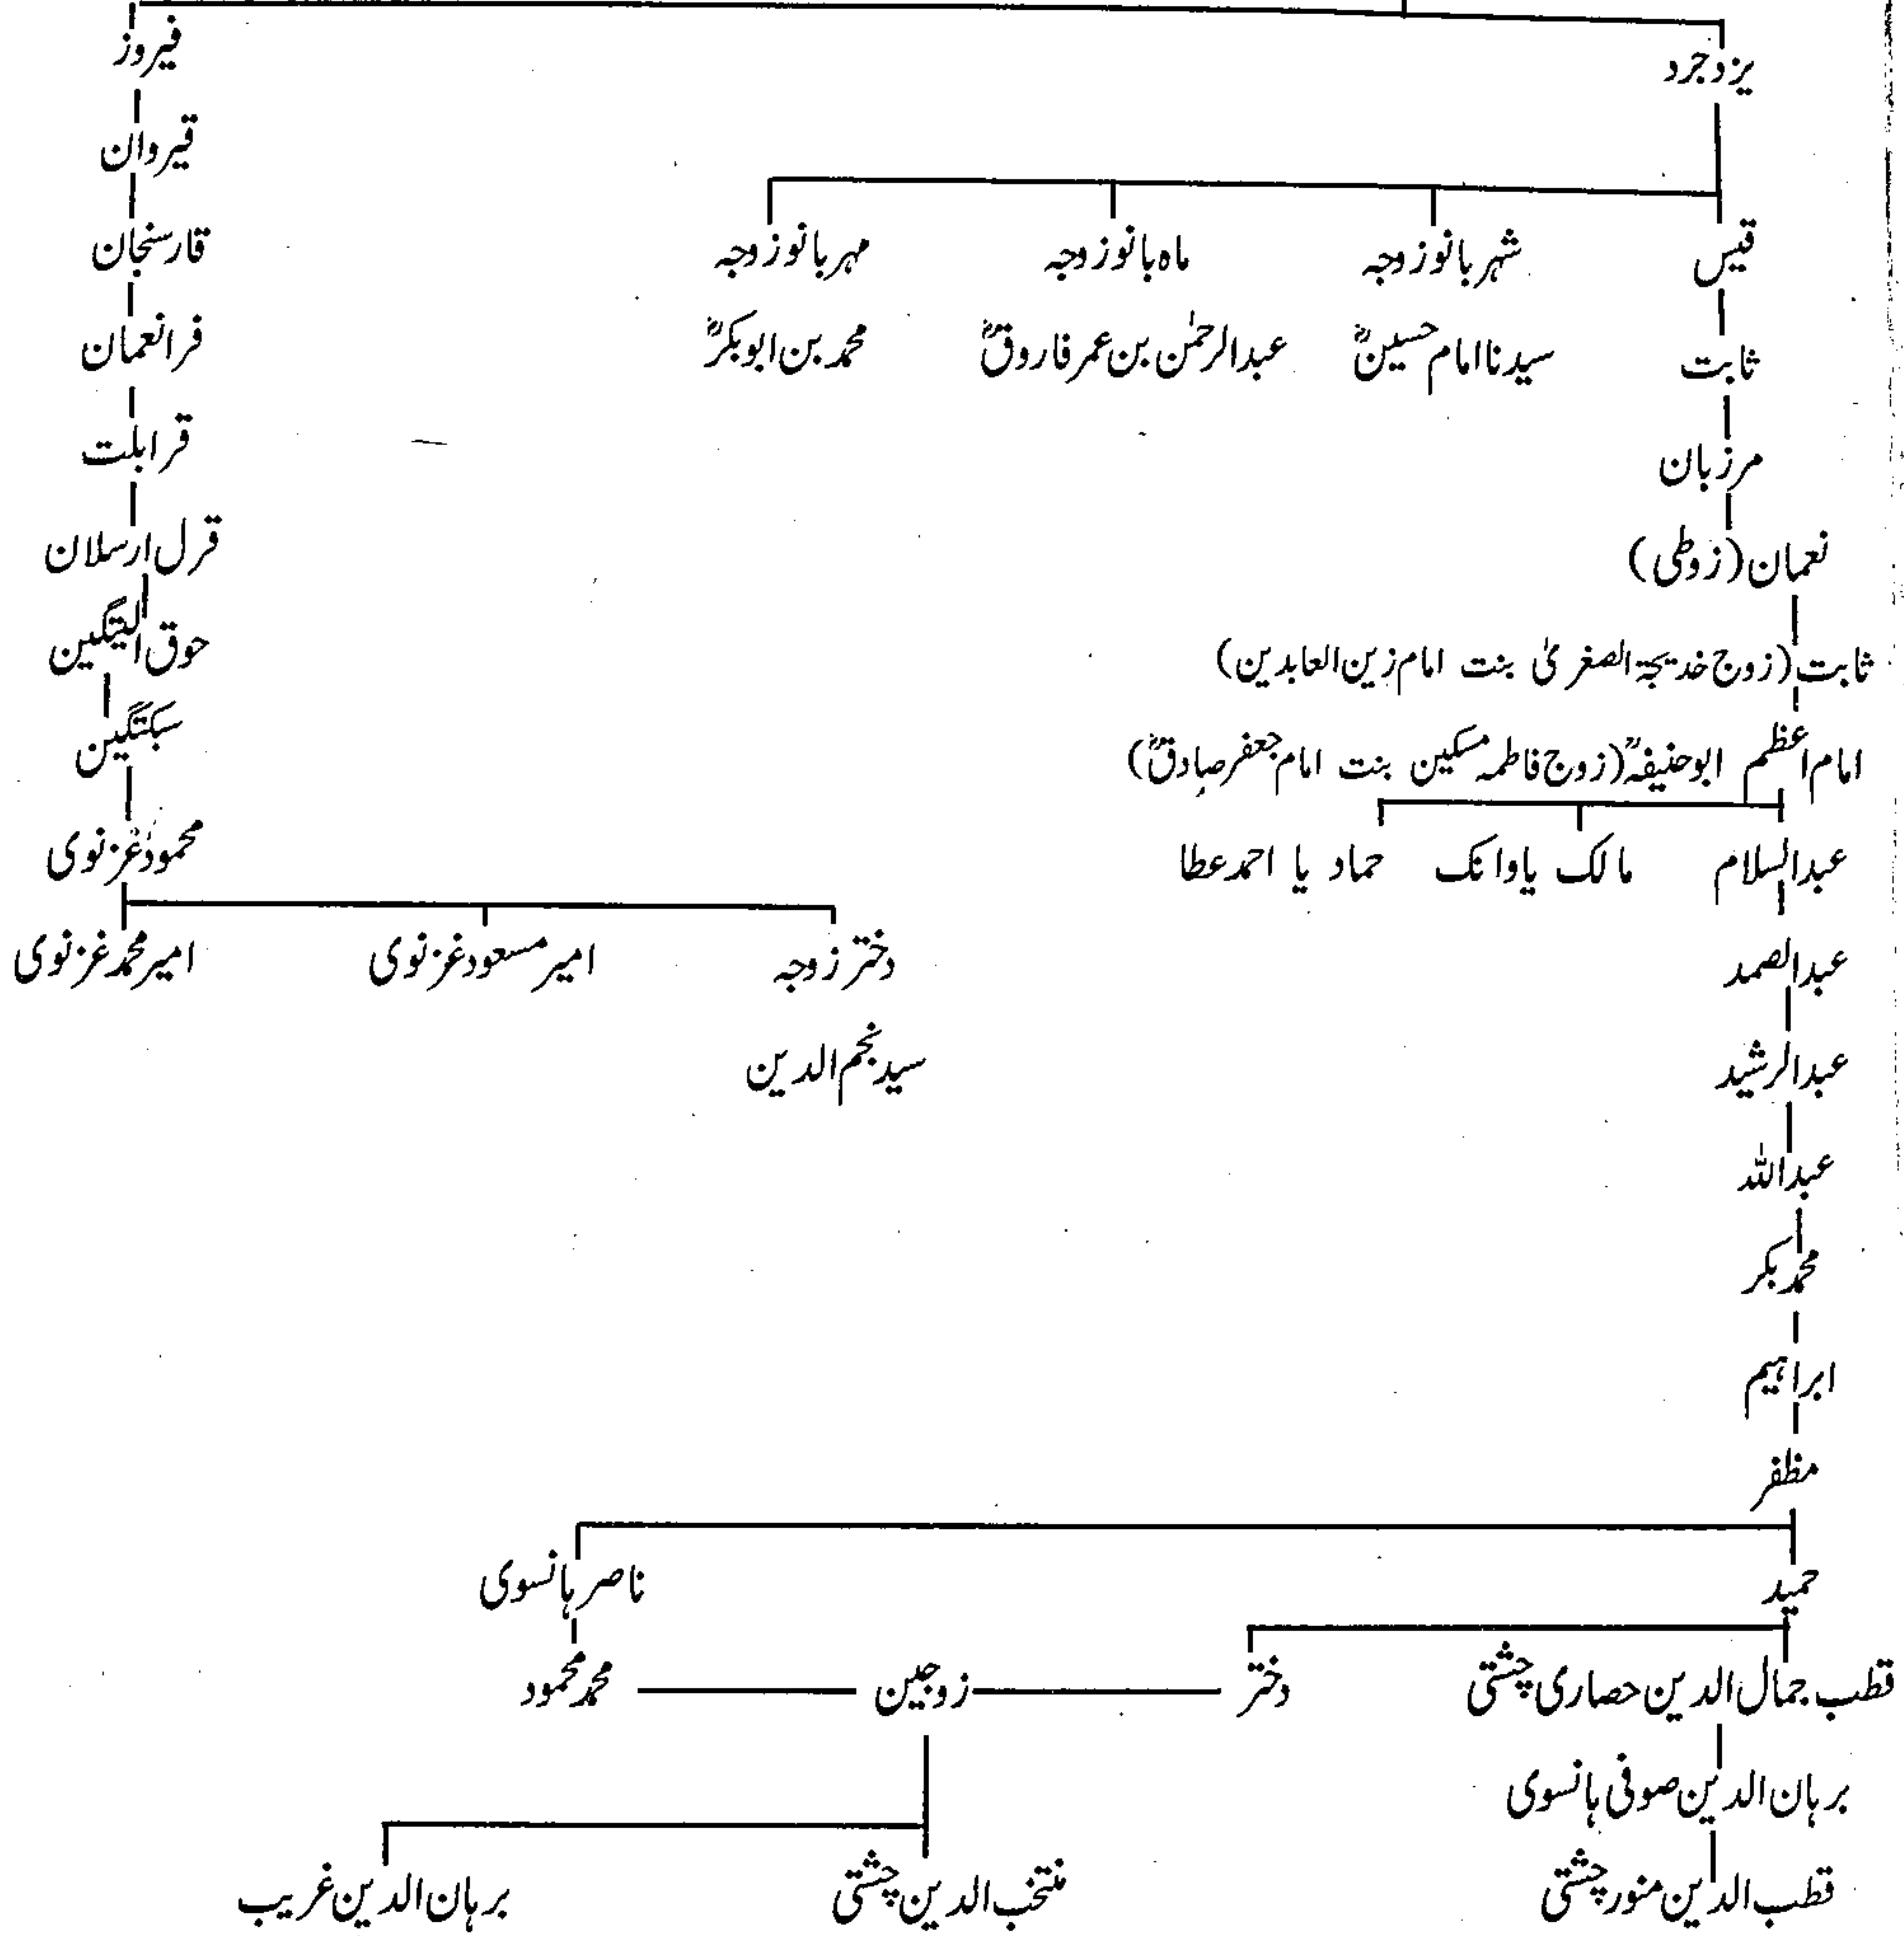 یزدجرد فیروز
قیروان
قیس شہربانو زوجہ ماہ بانو زوجہ مہربانو زوجہ قارسنجان
ثابت سیدنا امام حسینؓ عبدالرحمٰن بن عمر فاروقؓ محمد بن ابوبکرؓ فرانعمان
مرزبان قرابلت
نعمان (زوطی) قرل ارسلان
ثابت (زوج خدیجۃ الصغریٰ بنت امام زین العابدین) حوق الپتگین
امام اعظم ابوحنیفہؒ (زوج فاطمہ مسکین بنت امام جعفر صادقؓ) سبکتگین
عبدالسلام مالک یا وانک حماد یا احمد عطا محمود غزنوی
عبدالصمد دختر زوجہ امیر مسعود غزنوی امیر محمد غزنوی
عبدالرشید سید نجم الدین
عبداللہ
محمد بکر
ابراہیم
مظفر
حمید ناصر ہانسوی
قطب جمال الدین حصاری چشتی دختر زوجین محمد محمود
برہان الدین صوفی ہانسوی
قطب الدین منور چشتی منتخب الدین چشتی برہان الدین غریب